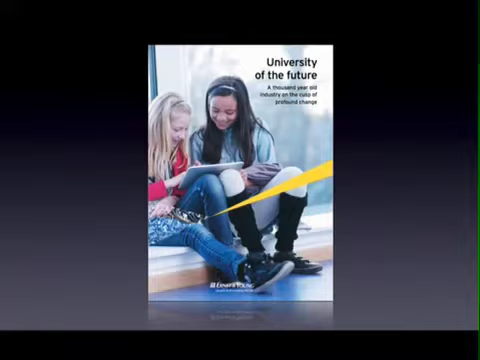 University
of the future
A thousand year old
industry on the cusp of
profound change
ERNST & YOUNG